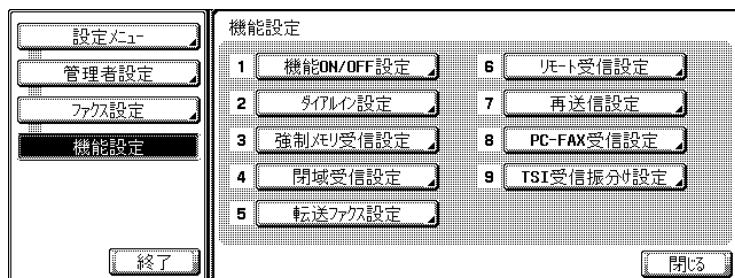 設定メニュー
管理者設定
ファクス設定
機能設定
終了
機能設定
1 機能ON/OFF設定
2 ダイアルイン設定
3 強制メモリ受信設定
4 閉域受信設定
5 転送ファクス設定
6 リモート受信設定
7 再送信設定
8 PC-FAX受信設定
9 TSI受信振分け設定
閉じる